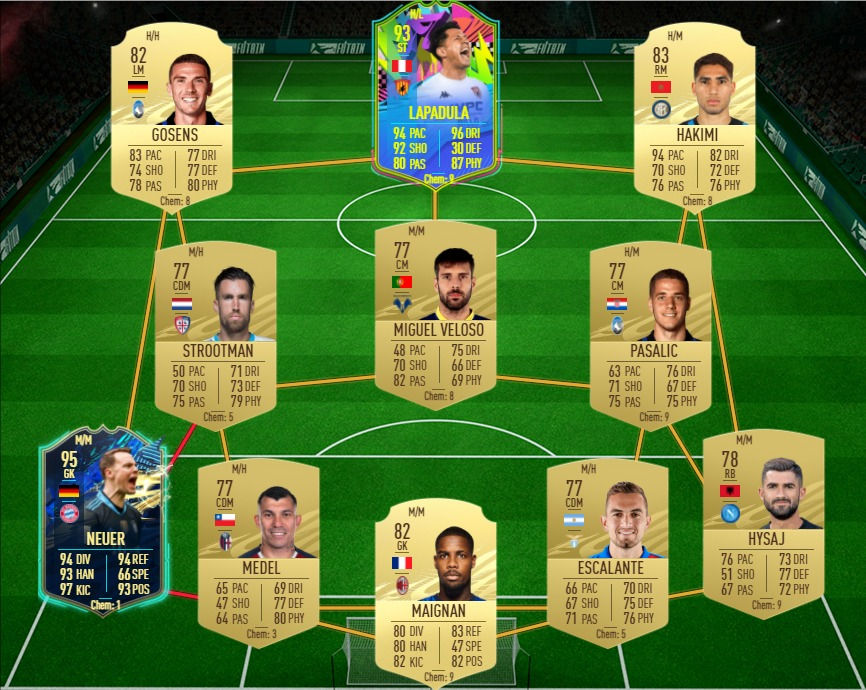 FUTBIN
FUTBIN
FUTBIN
FUTBIN
H/H
82
LM
GOSENS
83 PAC 77 DRI
74 SHO 77 DEF
78 PAS 80 PHY
Chem: 8
H/L
93
ST
LAPADULA
94 PAC 96 DRI
92 SHO 30 DEF
80 PAS 87 PHY
Chem: 9
H/M
83
RM
HAKIMI
94 PAC 82 DRI
70 SHO 72 DEF
76 PAS 76 PHY
Chem: 8
M/H
77
CDM
STROOTMAN
50 PAC 71 DRI
70 SHO 73 DEF
75 PAS 79 PHY
Chem: 5
M/M
77
CM
MIGUEL VELOSO
48 PAC 75 DRI
70 SHO 66 DEF
82 PAS 69 PHY
Chem: 8
H/M
77
CM
PASALIC
63 PAC 76 DRI
71 SHO 67 DEF
75 PAS 75 PHY
Chem: 9
M/M
95
GK
NEUER
94 DIV 94 REF
93 HAN 66 SPE
97 KIC 93 POS
Chem: 1
M/H
77
CDM
MEDEL
65 PAC 69 DRI
47 SHO 77 DEF
64 PAS 80 PHY
Chem: 3
M/M
82
GK
MAIGNAN
80 DIV 83 REF
80 HAN 47 SPE
82 KIC 82 POS
Chem: 9
M/H
77
CDM
ESCALANTE
66 PAC 70 DRI
67 SHO 75 DEF
71 PAS 76 PHY
Chem: 5
M/M
78
RB
HYSAJ
76 PAC 73 DRI
51 SHO 77 DEF
67 PAS 72 PHY
Chem: 9